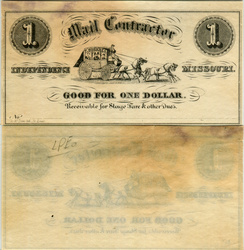 Mail Contractor
1. 1.
INDEPENDENCE MISSOURI.
GOOD FOR ONE DOLLAR.
Receivable for Stage Fare & other dues.